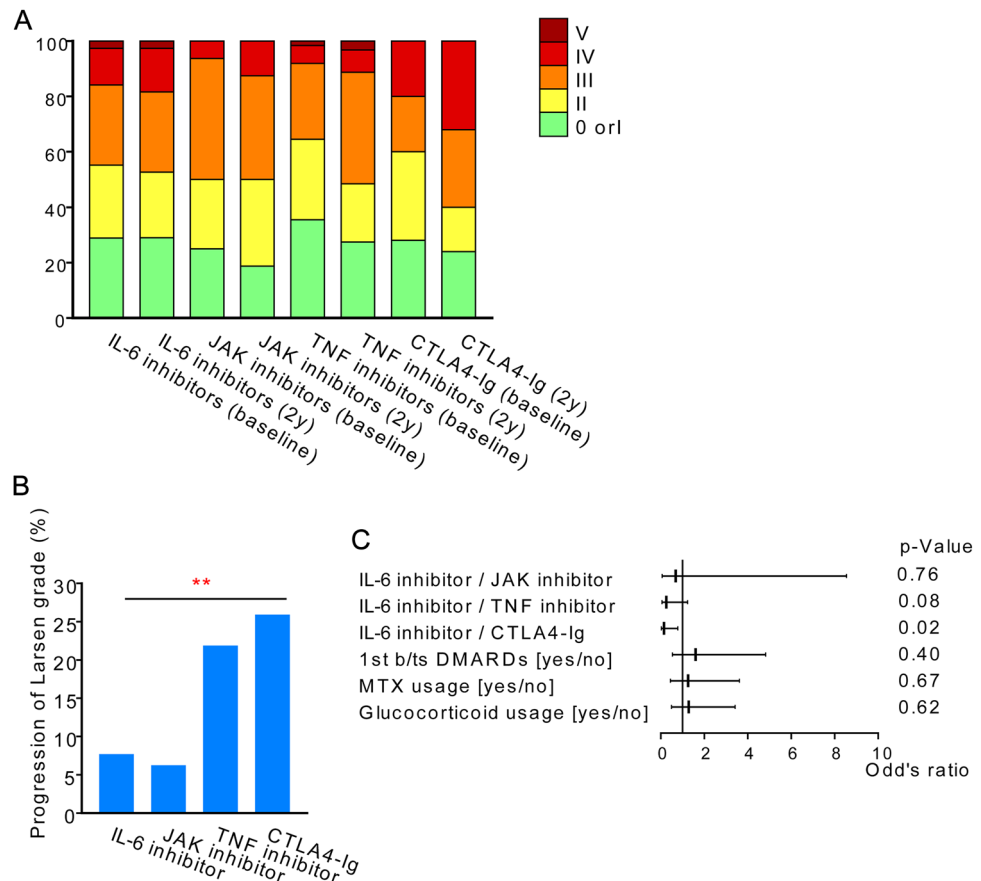 A
V
IV
III
II
0 orI
100
80
60
40
20
0
IL-6 inhibitors (baseline)
IL-6 inhibitors (2y)
JAK inhibitors (baseline)
JAK inhibitors (2y)
TNF inhibitors (baseline)
TNF inhibitors (2y)
CTLA4-Ig (baseline)
CTLA4-Ig (2y)
B
Progression of Larsen grade (%)
**
30
25
20
15
10
5
0
IL-6 inhibitor
JAK inhibitor
TNF inhibitor
CTLA4-Ig
C
p-Value
IL-6 inhibitor / JAK inhibitor 0.76
IL-6 inhibitor / TNF inhibitor 0.08
IL-6 inhibitor / CTLA4-Ig 0.02
1st b/ts DMARDs [yes/no] 0.40
MTX usage [yes/no] 0.67
Glucocorticoid usage [yes/no] 0.62
0 2 4 6 8 10
Odd's ratio